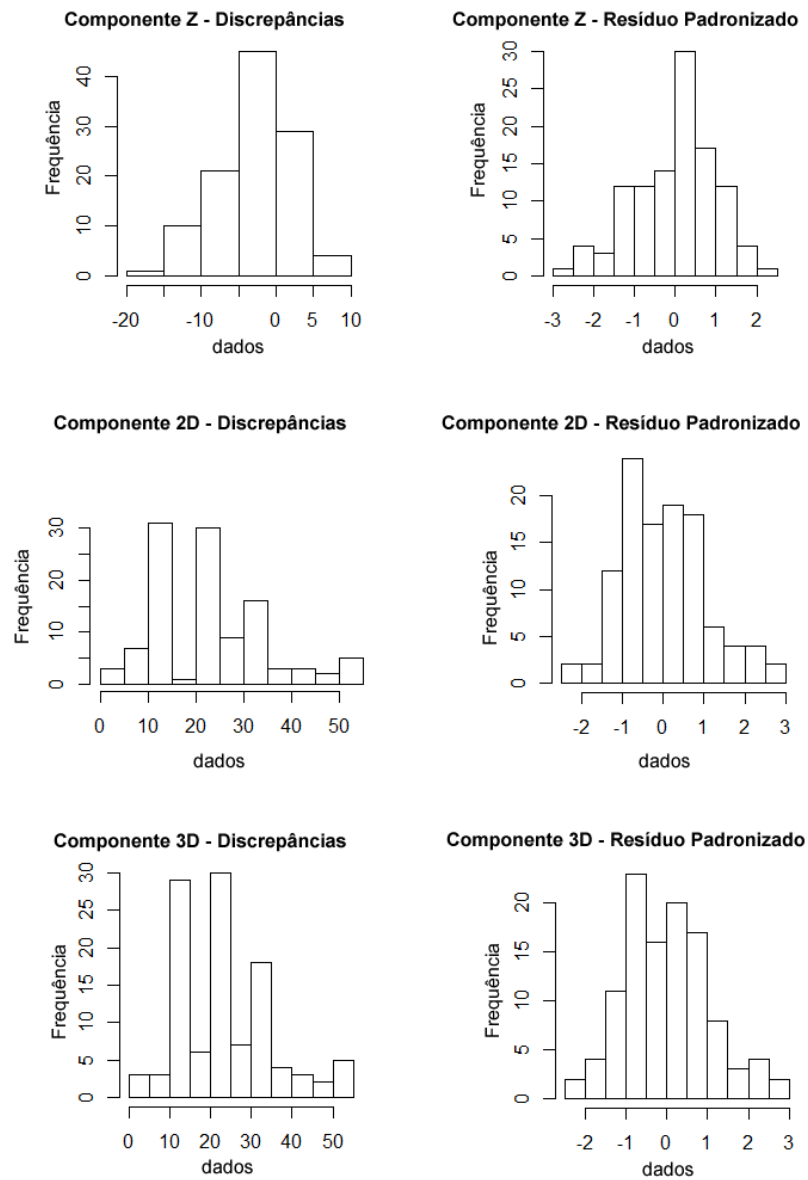 Componente Z - Discrepâncias
Frequência
0 10 20 30 40
-20 -10 0 5 10
dados
Componente Z - Resíduo Padronizado
Frequência
0 5 10 15 20 25 30
-3 -2 -1 0 1 2
dados
Componente 2D - Discrepâncias
Frequência
0 10 20 30
0 10 20 30 40 50
dados
Componente 2D - Resíduo Padronizado
Frequência
0 5 10 15 20
-2 -1 0 1 2 3
dados
Componente 3D - Discrepâncias
Frequência
0 5 10 15 20 25 30
0 10 20 30 40 50
dados
Componente 3D - Resíduo Padronizado
Frequência
0 5 10 15 20
-2 -1 0 1 2 3
dados